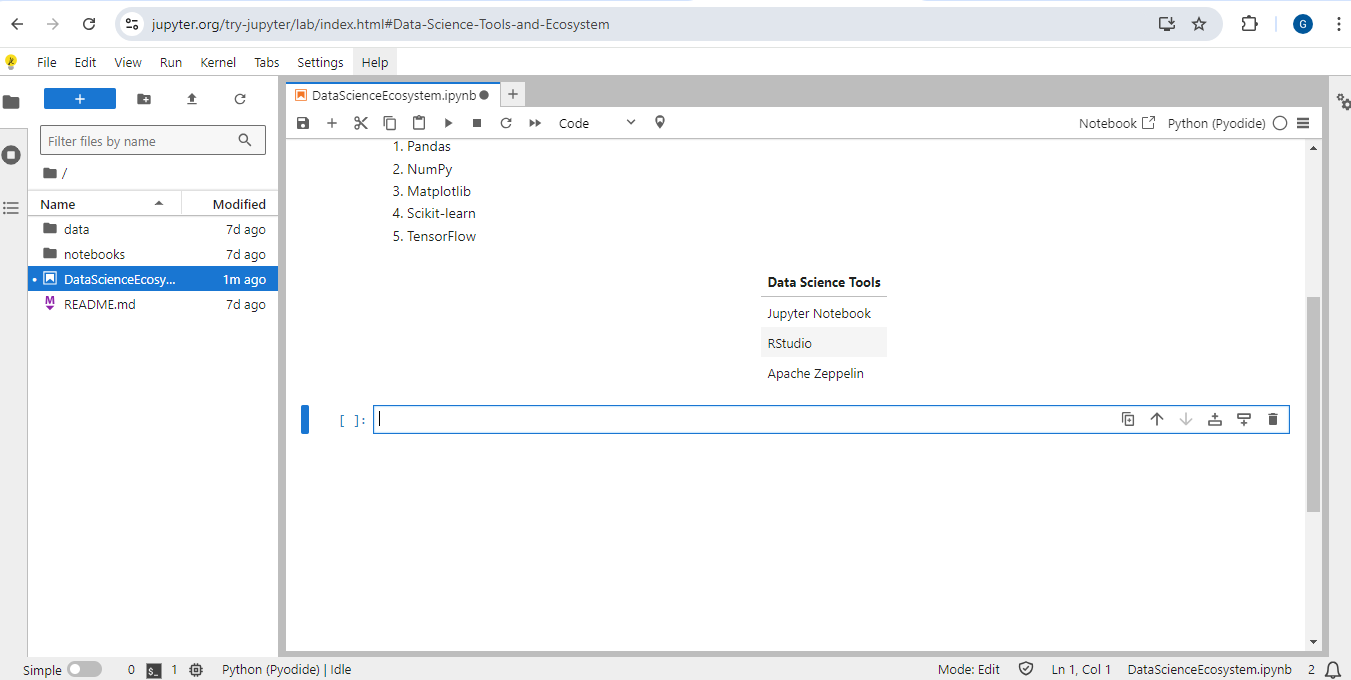 jupyter.org/try-jupyter/lab/index.html#Data-Science-Tools-and-Ecosystem
G
File Edit View Run Kernel Tabs Settings Help
+
Filter files by name
/
Name Modified
data 7d ago
notebooks 7d ago
DataScienceEcosy... 1m ago
M README.md 7d ago
DataScienceEcosystem.ipynb
Code
Notebook Python (Pyodide)
1. Pandas
2. NumPy
3. Matplotlib
4. Scikit-learn
5. TensorFlow
Data Science Tools
Jupyter Notebook
RStudio
Apache Zeppelin
[ ]:
Simple 0 $_ 1 Python (Pyodide) | Idle Mode: Edit Ln 1, Col 1 DataScienceEcosystem.ipynb 2